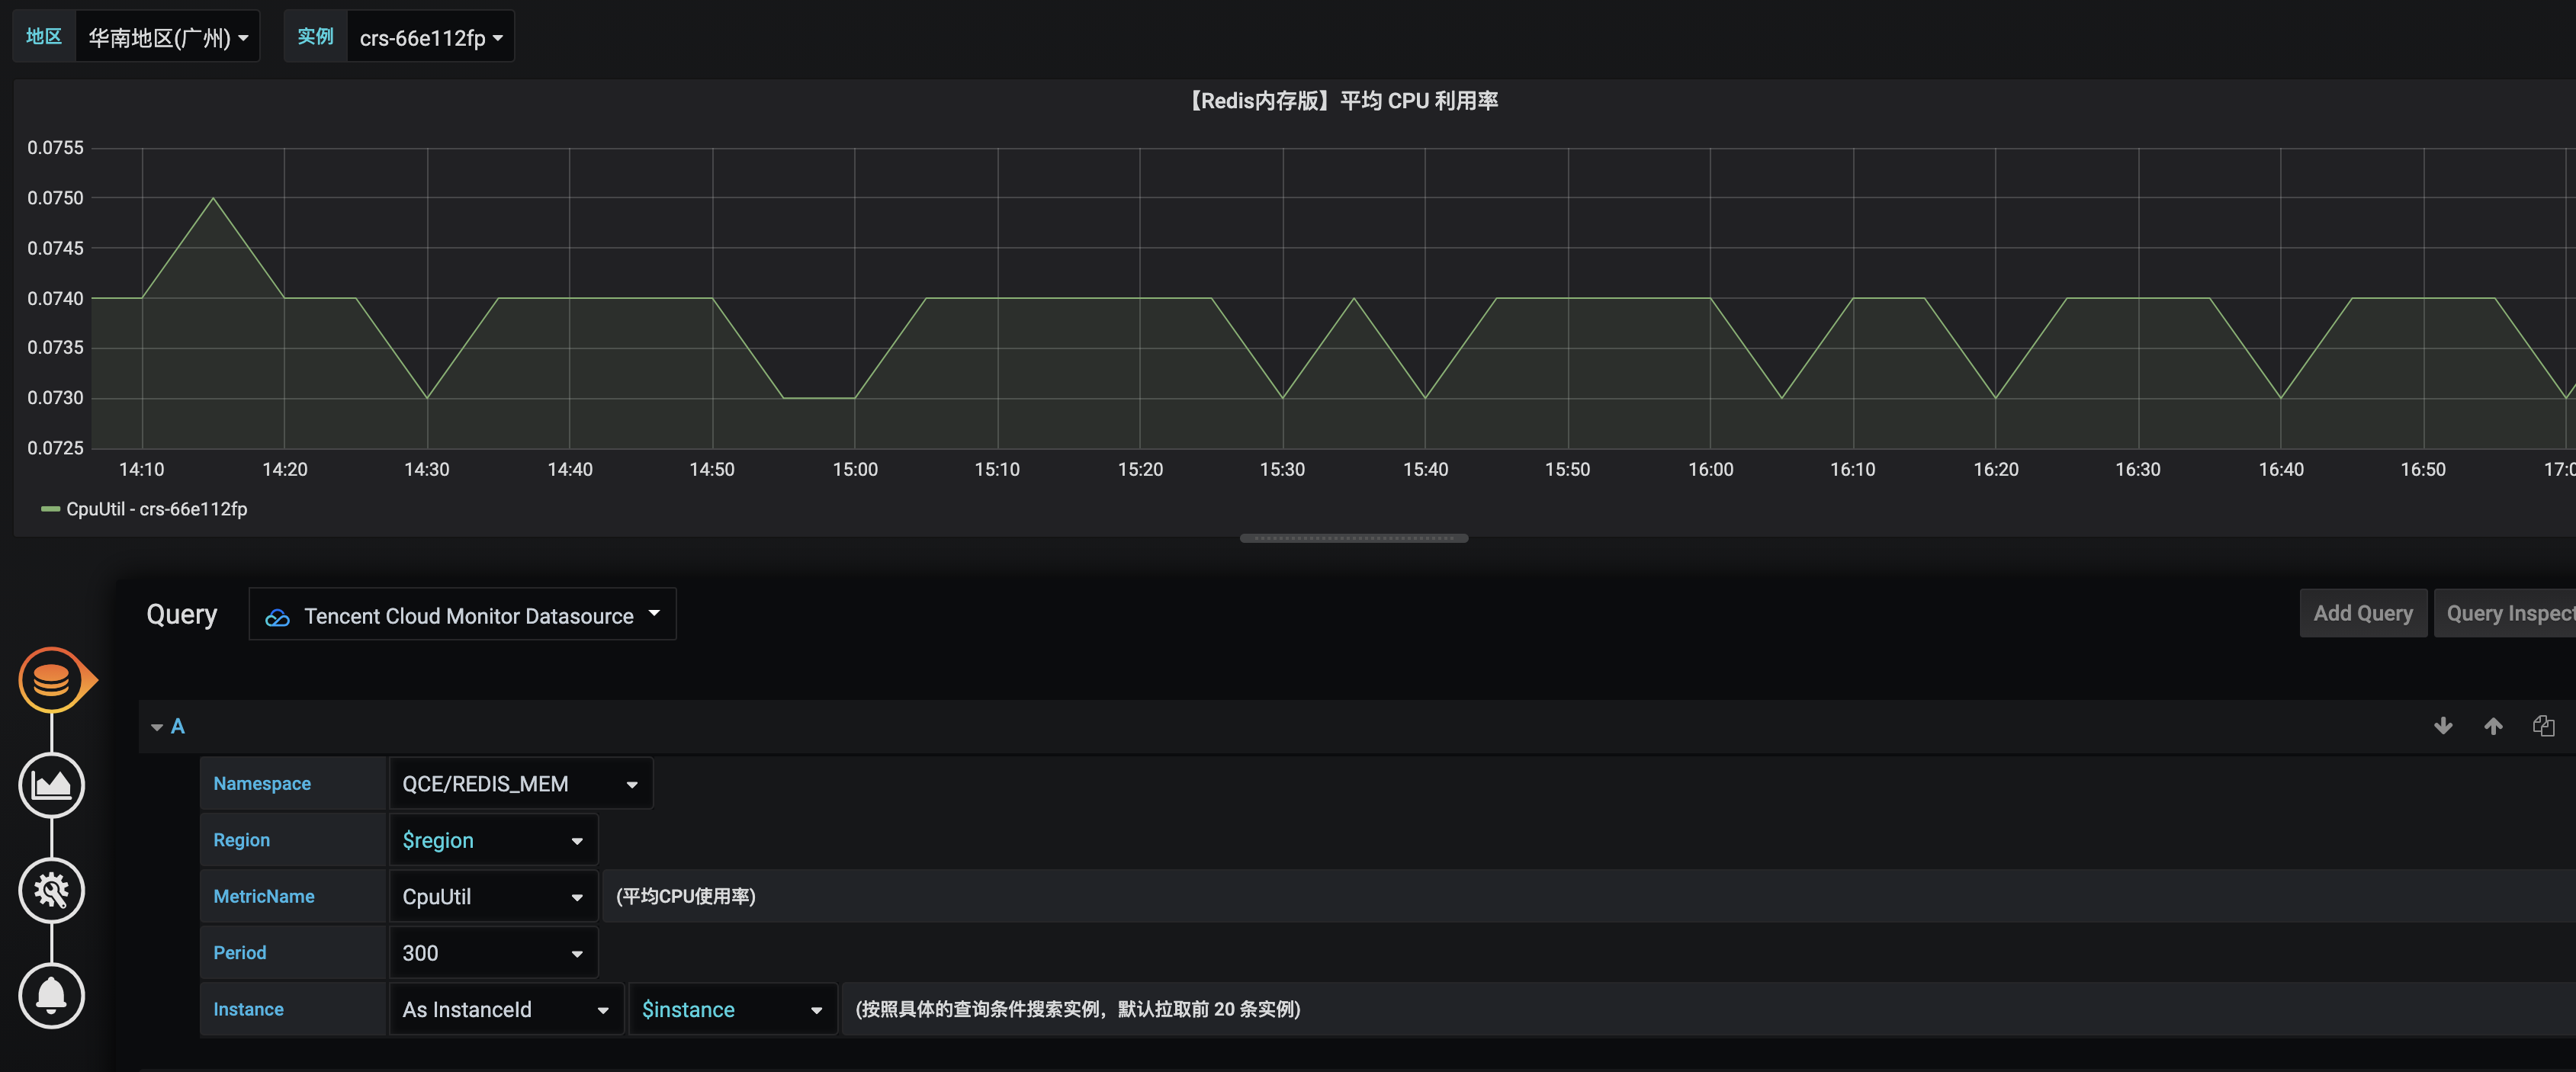 地区 华南地区(广州) 实例 crs-66e112fp
【Redis内存版】平均 CPU 利用率
0.0755
0.0750
0.0745
0.0740
0.0735
0.0730
0.0725
14:10 14:20 14:30 14:40 14:50 15:00 15:10 15:20 15:30 15:40 15:50 16:00 16:10 16:20 16:30 16:40 16:50 17:0
CpuUtil - crs-66e112fp
Query Tencent Cloud Monitor Datasource Add Query Query Inspect
A
Namespace QCE/REDIS_MEM
Region $region
MetricName CpuUtil (平均CPU使用率)
Period 300
Instance As InstanceId $instance (按照具体的查询条件搜索实例，默认拉取前 20 条实例)